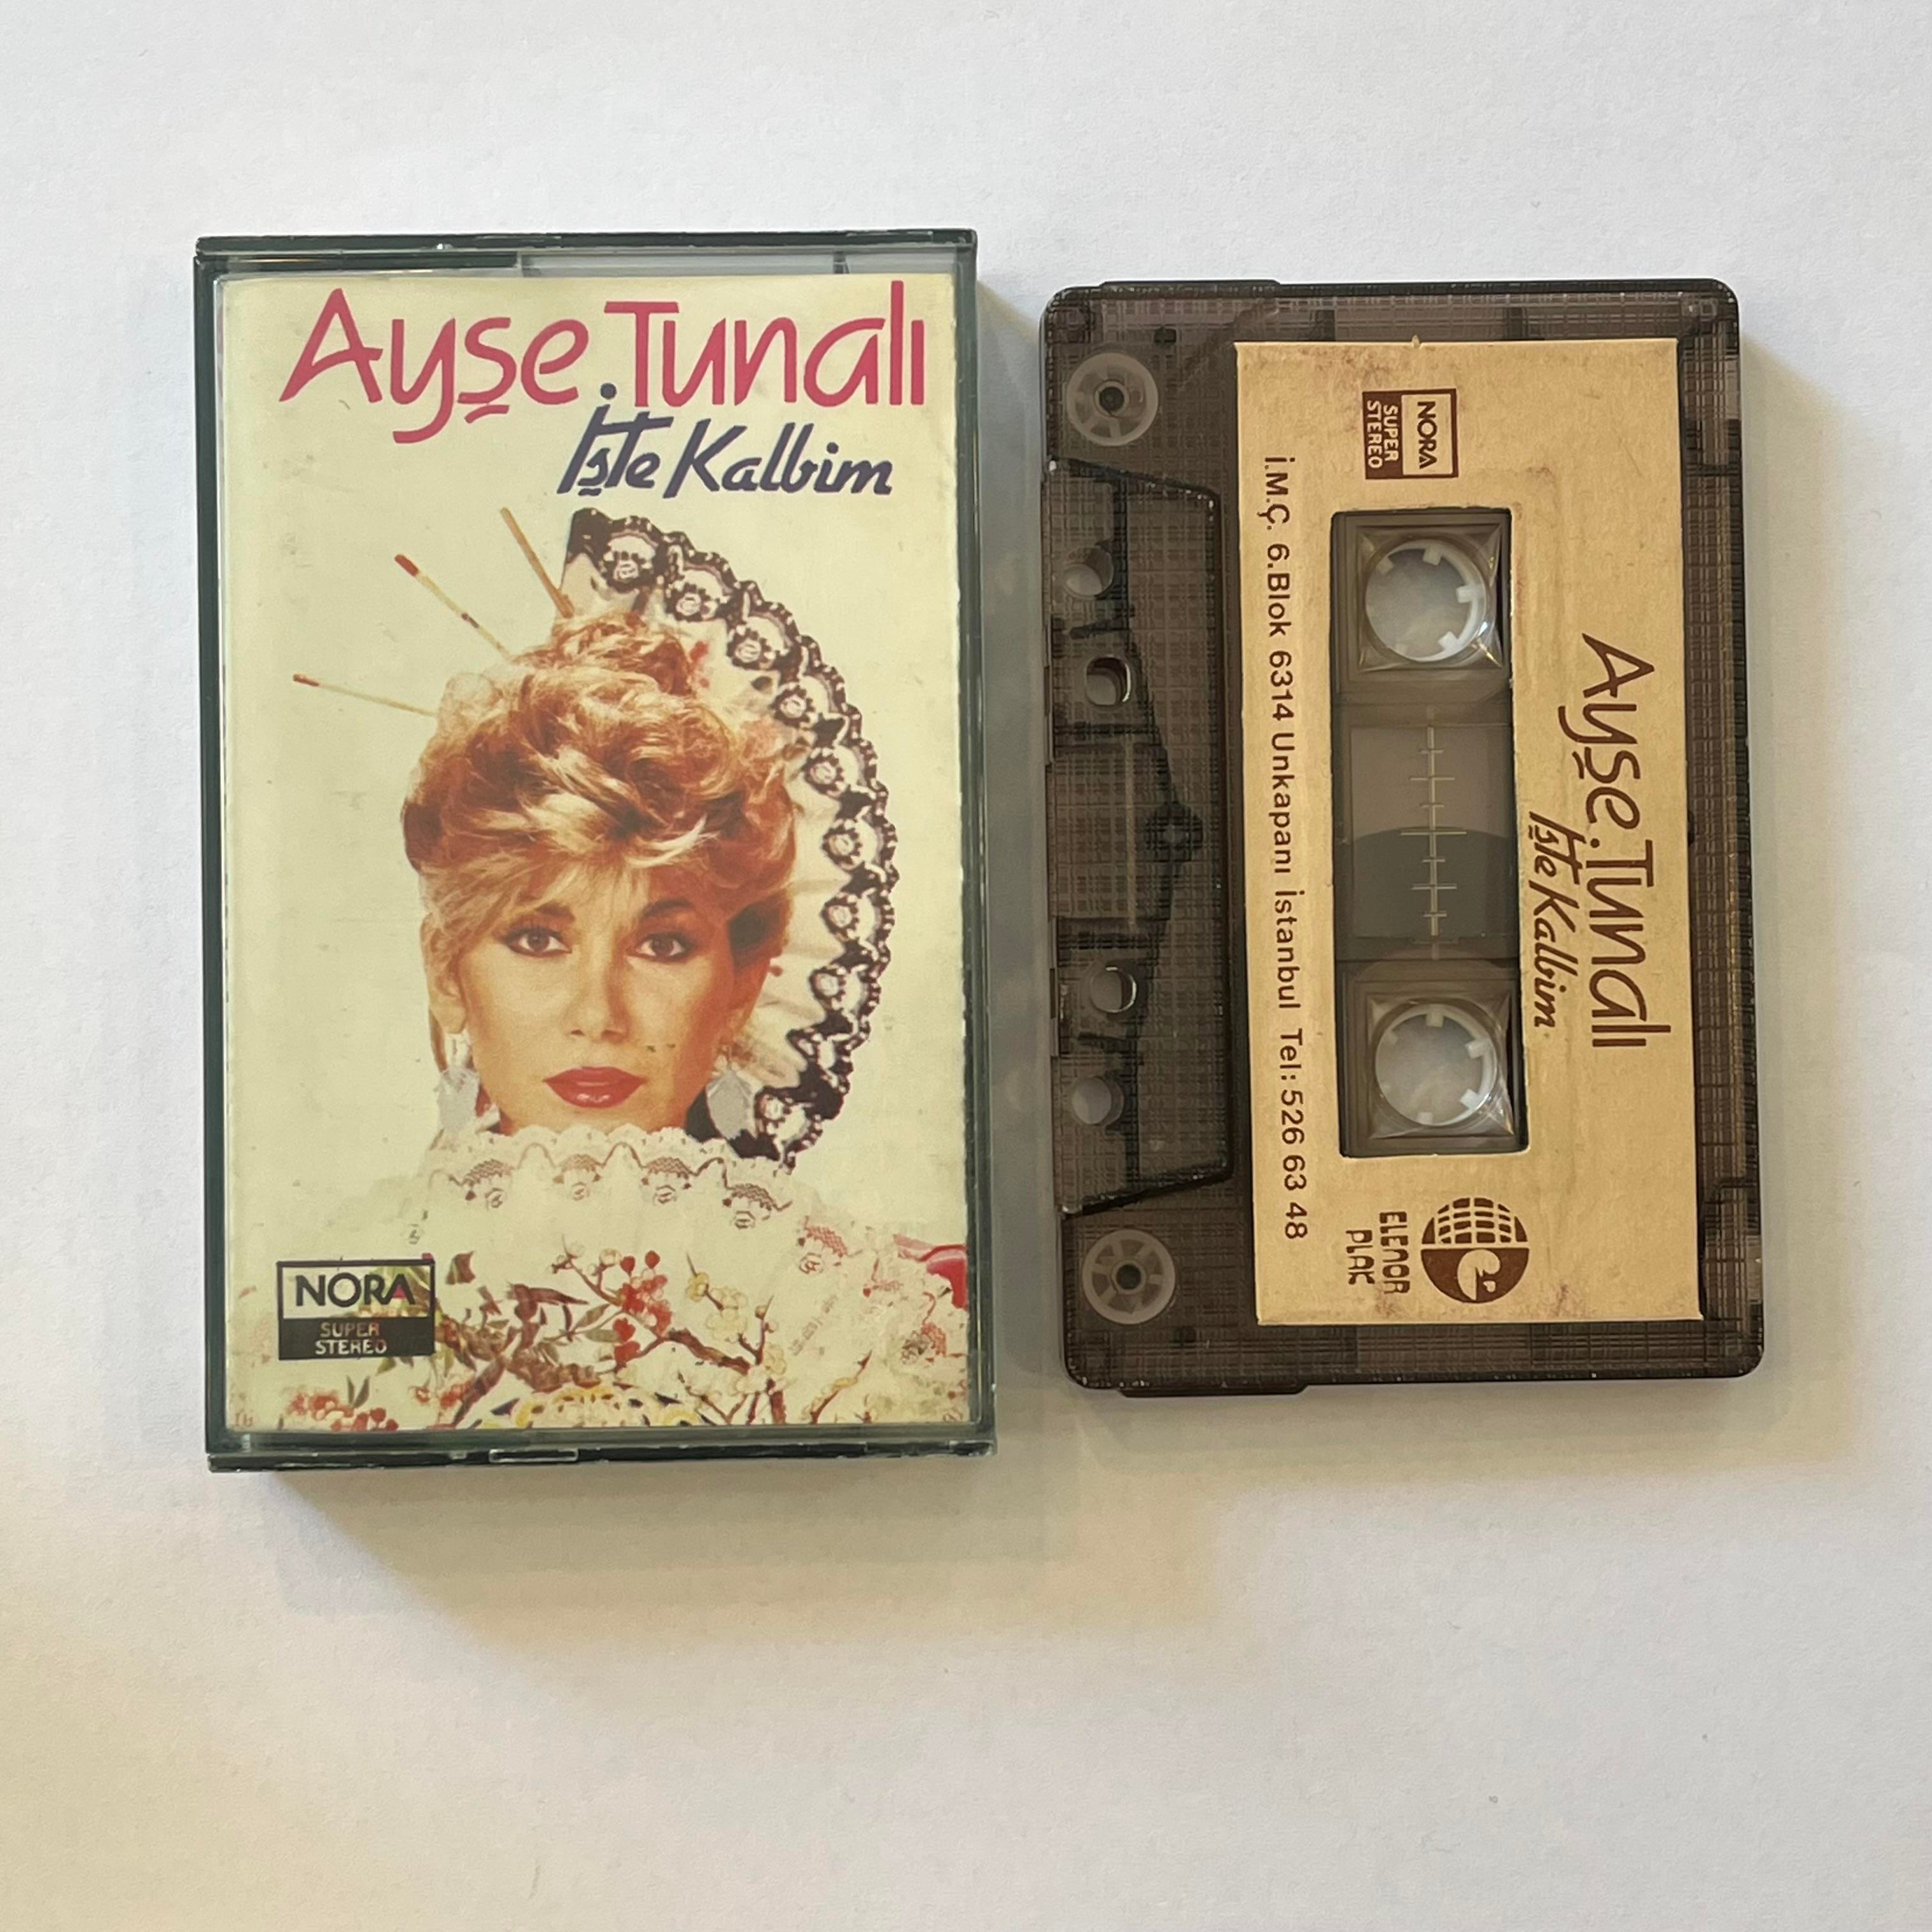 Ayşe Tunalı
İşte Kalbim
NORA
SUPER
STEREO
Ayşe Tunalı
İşte Kalbim
NORA
SUPER
STEREO
ELENOR
PLAK
İ.M.Ç. 6.Blok 6314 Unkapanı İstanbul Tel: 526 63 48